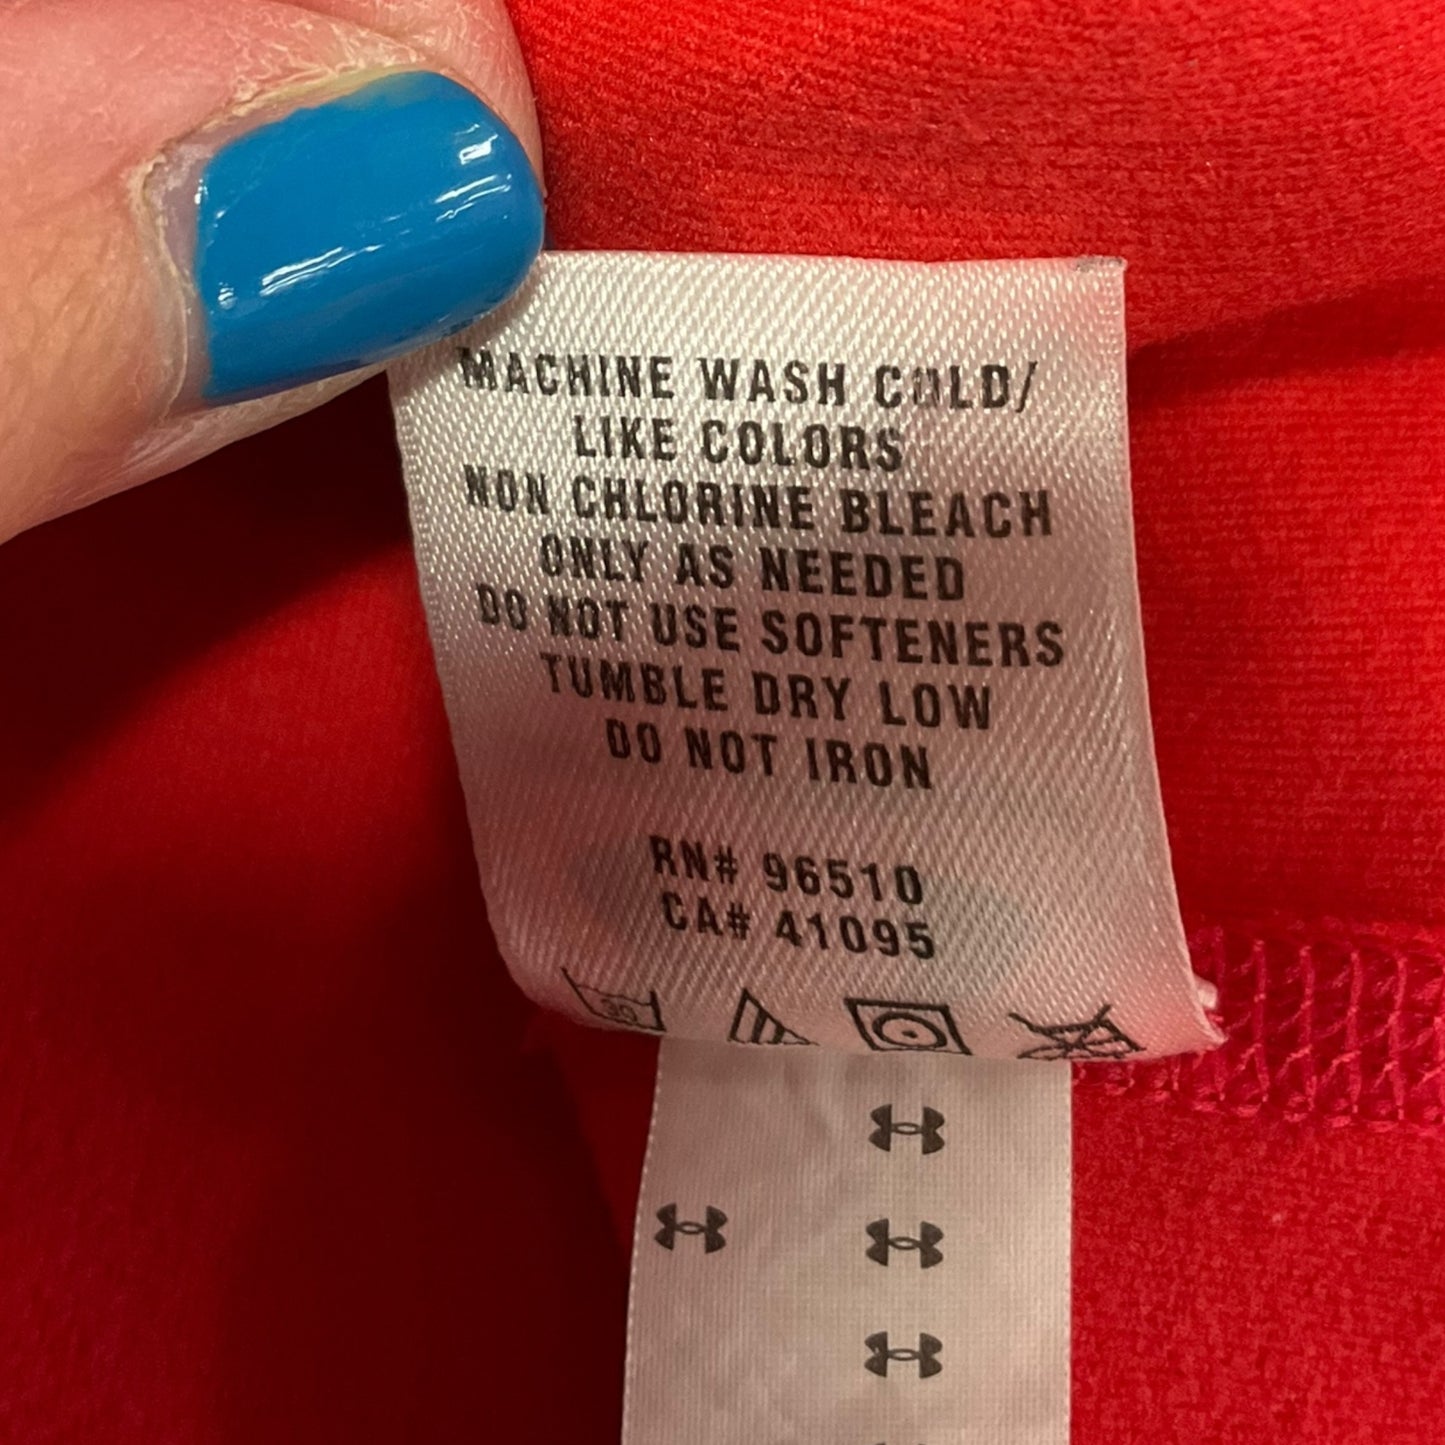 MACHINE WASH COLD/
LIKE COLORS
NON CHLORINE BLEACH
ONLY AS NEEDED
DO NOT USE SOFTENERS
TUMBLE DRY LOW
DO NOT IRON
RN# 96510
CA# 41095
30